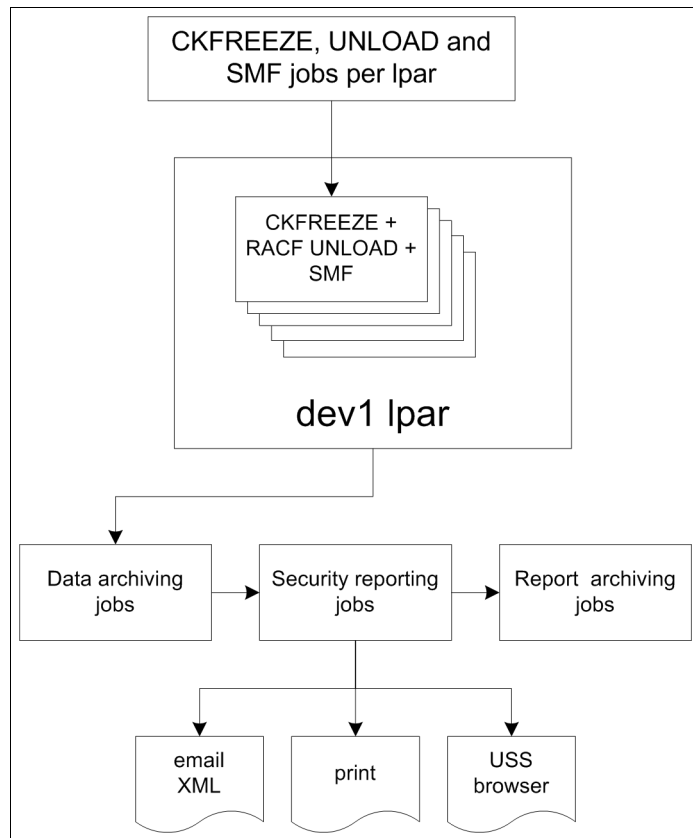 CKFREEZE, UNLOAD and
SMF jobs per lpar
CKFREEZE +
RACF UNLOAD +
SMF
dev1 lpar
Data archiving
jobs
Security reporting
jobs
Report archiving
jobs
email
XML
print
USS
browser